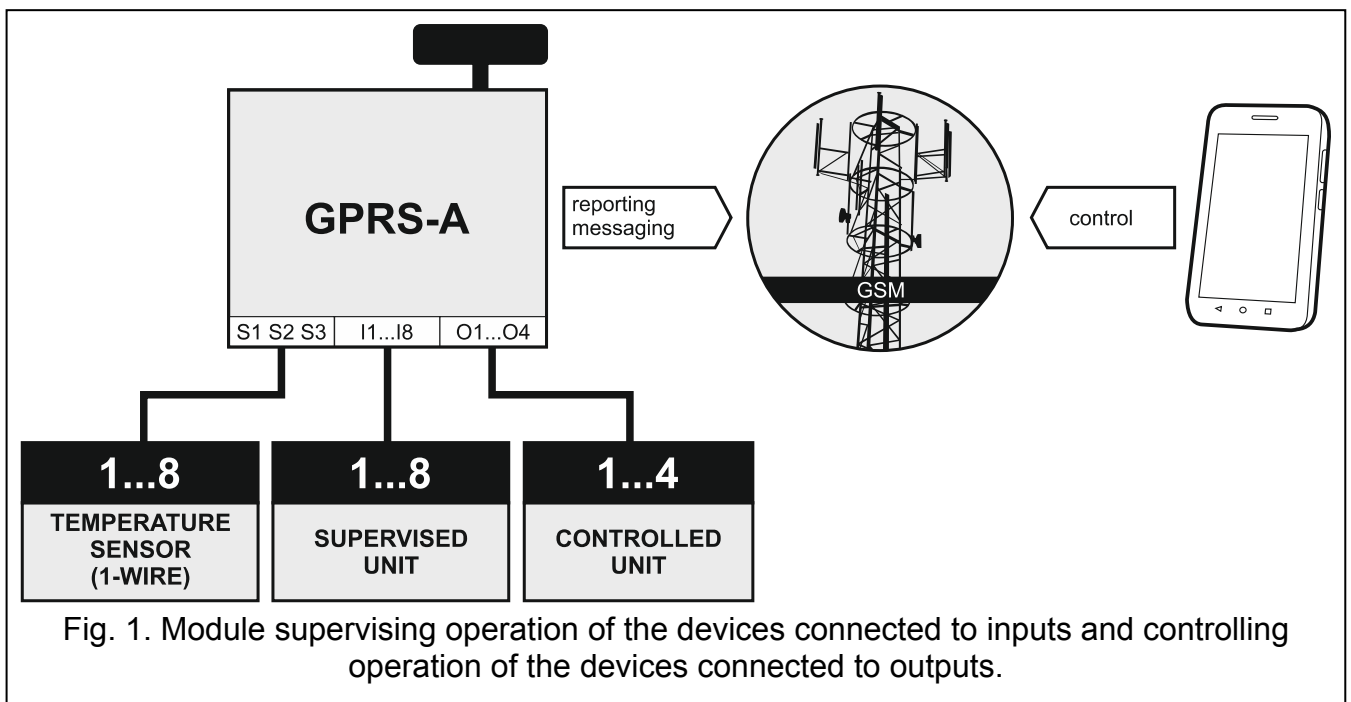 GPRS-A
reporting
messaging
control
GSM
S1 S2 S3 I1...I8 O1...O4
1...8
TEMPERATURE
SENSOR
(1-WIRE)
1...8
SUPERVISED
UNIT
1...4
CONTROLLED
UNIT
Fig. 1. Module supervising operation of the devices connected to inputs and controlling
operation of the devices connected to outputs.